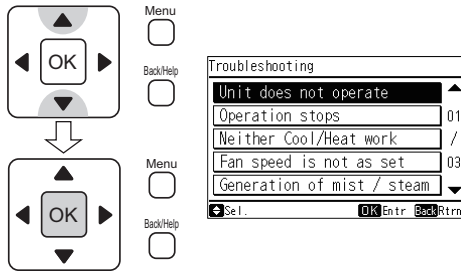 Menu
OK
Back/Help
Menu
OK
Back/Help
Troubleshooting
Unit does not operate
Operation stops
01
Neither Cool/Heat work
/
Fan speed is not as set
03
Generation of mist / steam
Sel.
OK Entr Back Rtrn